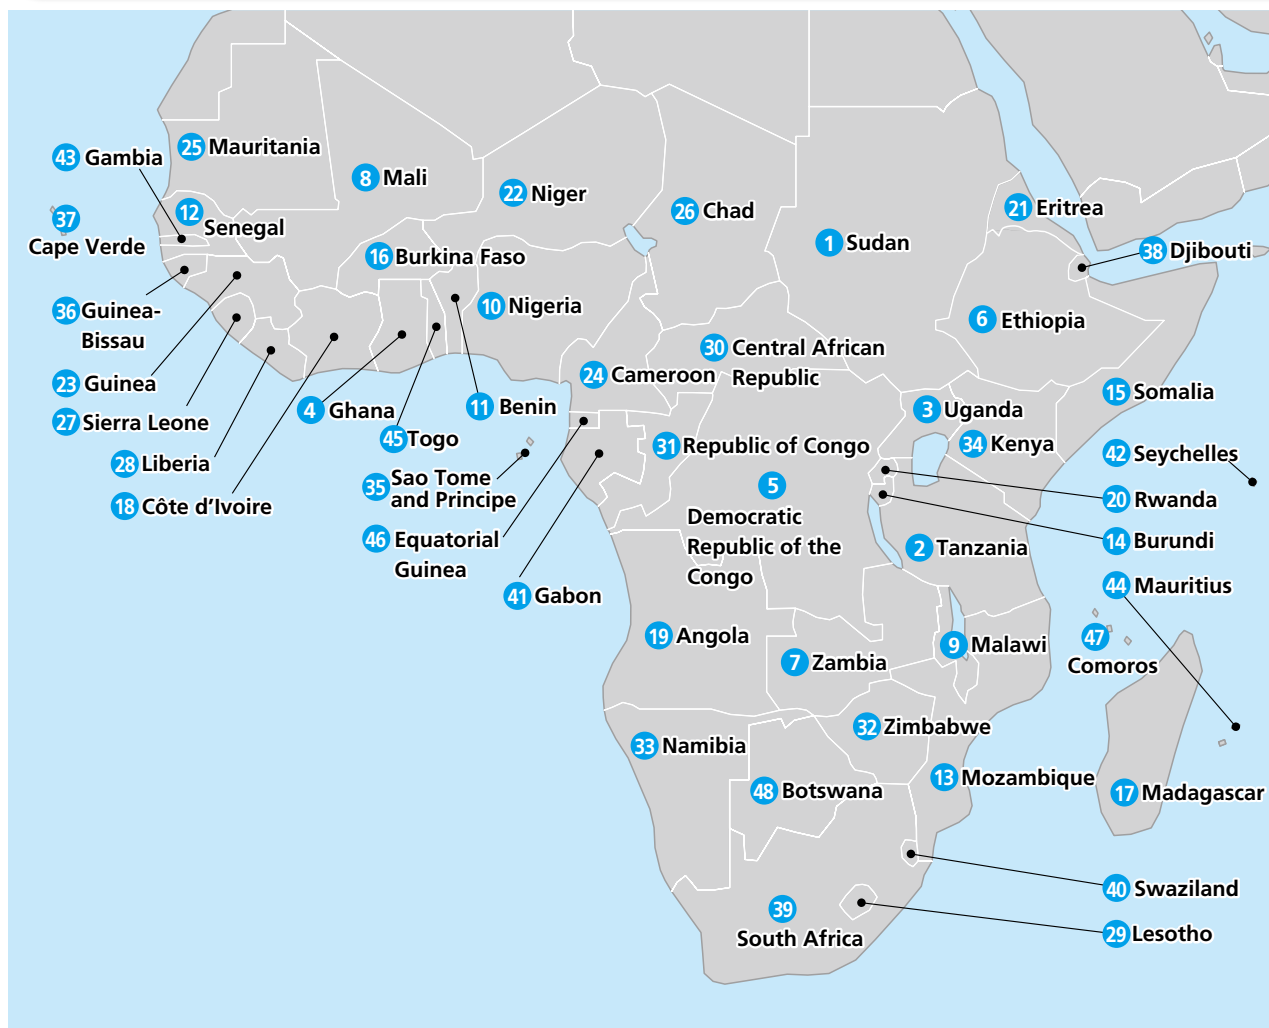 43 Gambia
25 Mauritania
8 Mali
22 Niger
26 Chad
21 Eritrea
37
Cape Verde
12
Senegal
1 Sudan
38 Djibouti
16 Burkina Faso
36 Guinea-
Bissau
10 Nigeria
6 Ethiopia
30 Central African
Republic
24 Cameroon
23 Guinea
15 Somalia
27 Sierra Leone
4 Ghana
11 Benin
3 Uganda
45 Togo
31 Republic of Congo
34 Kenya
42 Seychelles
28 Liberia
35 Sao Tome
and Principe
5
Democratic
Republic of the
Congo
20 Rwanda
18 Côte d’Ivoire
46 Equatorial
Guinea
2 Tanzania
14 Burundi
41 Gabon
44 Mauritius
19 Angola
9 Malawi
47
Comoros
7 Zambia
32 Zimbabwe
33 Namibia
13 Mozambique
48 Botswana
17 Madagascar
40 Swaziland
39
South Africa
29 Lesotho